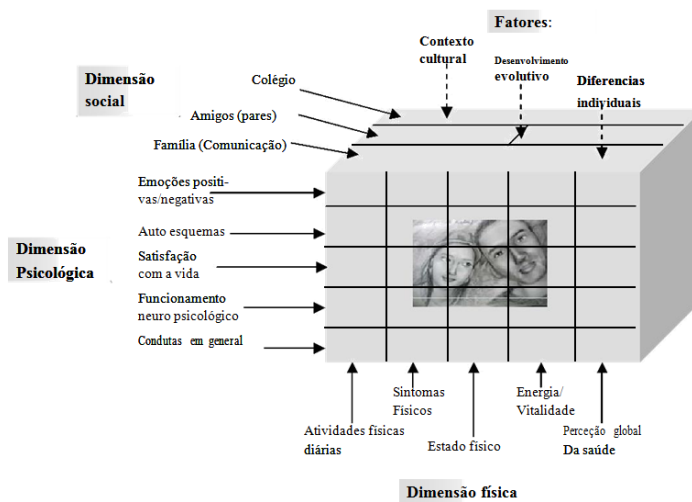 Fatores:
Contexto
cultural
Desenvolvimento
evolutivo
Diferencias
individuais
Dimensão
social
Colégio
Amigos (pares)
Família (Comunicação)
Dimensão
Psicológica
Emoções positi-
vas/negativas
Auto esquemas
Satisfação
com a vida
Funcionamento
neuro psicológico
Condutas em general
Atividades físicas
diárias
Sintomas
Físicos
Estado físico
Energia/
Vitalidade
Perceção global
Da saúde
Dimensão física